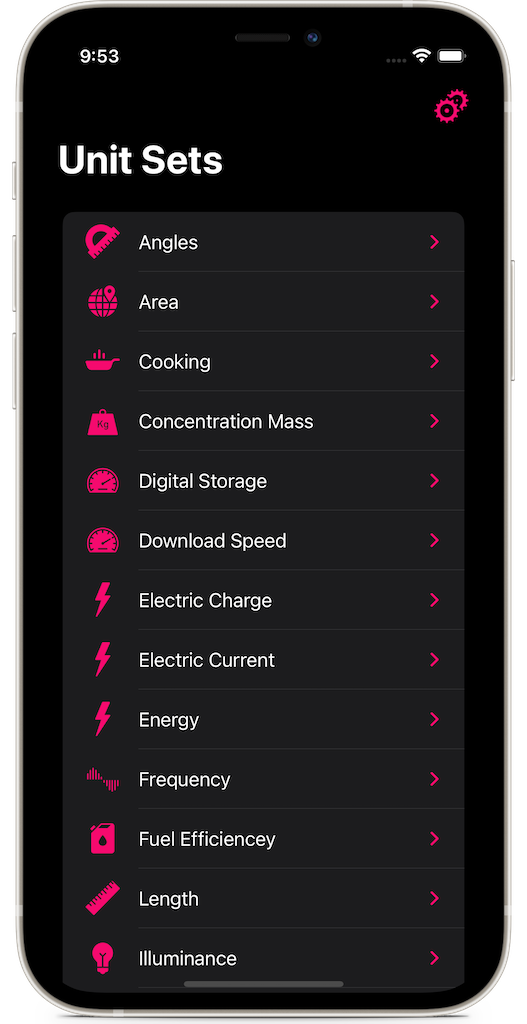 9:53
Unit Sets
Angles
Area
Cooking
Kg
Concentration Mass
Digital Storage
Download Speed
Electric Charge
Electric Current
Energy
Frequency
Fuel Efficiencey
Length
Illuminance